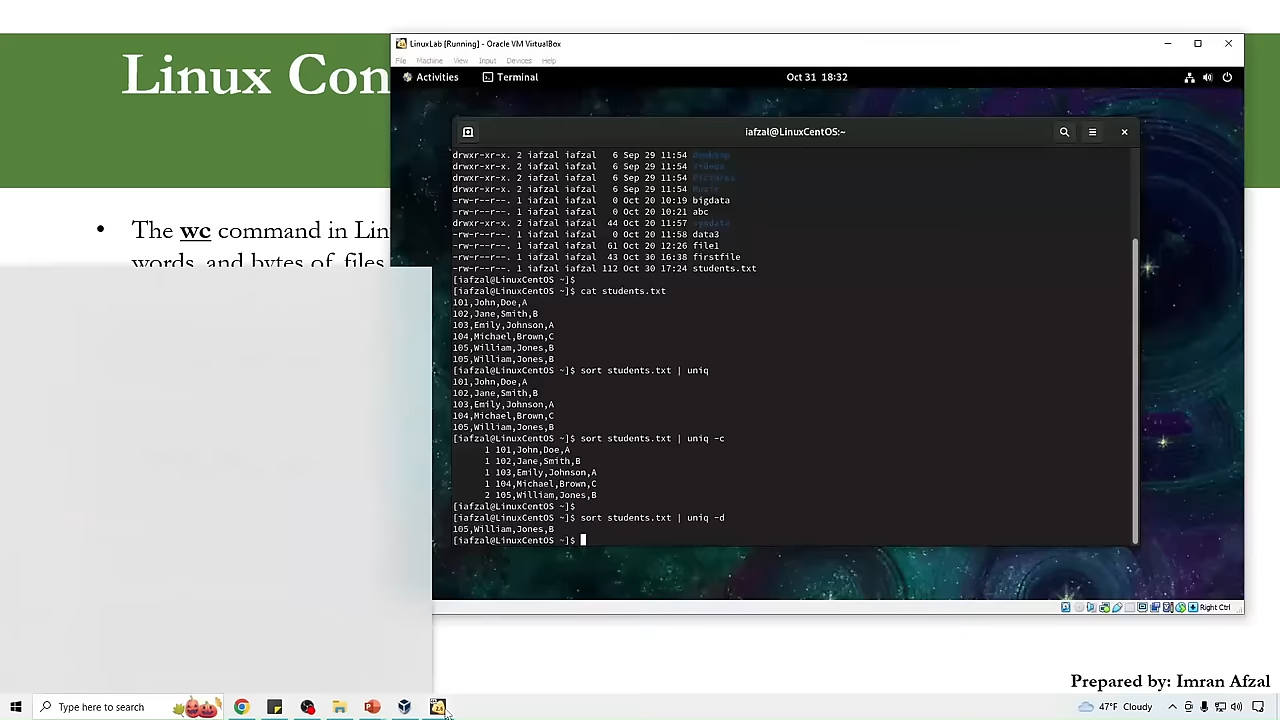 Linux Con
LinuxLab [Running] - Oracle VM VirtualBox
File Machine View Input Devices Help
Activities Terminal Oct 31 18:32
iafzal@LinuxCentOS:~
drwxr-xr-x. 2 iafzal iafzal 6 Sep 29 11:54 Desktop
drwxr-xr-x. 2 iafzal iafzal 6 Sep 29 11:54 Videos
drwxr-xr-x. 2 iafzal iafzal 6 Sep 29 11:54 Pictures
drwxr-xr-x. 2 iafzal iafzal 6 Sep 29 11:54 Music
-rw-r--r--. 1 iafzal iafzal 0 Oct 20 10:19 bigdata
-rw-r--r--. 1 iafzal iafzal 0 Oct 20 10:21 abc
drwxr-xr-x. 2 iafzal iafzal 44 Oct 20 11:57
-rw-r--r--. 1 iafzal iafzal 0 Oct 20 11:58 data3
-rw-r--r--. 1 iafzal iafzal 61 Oct 20 12:26 file1
-rw-r--r--. 1 iafzal iafzal 43 Oct 30 16:38 firstfile
-rw-r--r--. 1 iafzal iafzal 112 Oct 30 17:24 students.txt
[iafzal@LinuxCentOS ~]$
[iafzal@LinuxCentOS ~]$ cat students.txt
101,John,Doe,A
102,Jane,Smith,B
103,Emily,Johnson,A
104,Michael,Brown,C
105,William,Jones,B
105,William,Jones,B
[iafzal@LinuxCentOS ~]$ sort students.txt | uniq
101,John,Doe,A
102,Jane,Smith,B
103,Emily,Johnson,A
104,Michael,Brown,C
105,William,Jones,B
[iafzal@LinuxCentOS ~]$ sort students.txt | uniq -c
1 101,John,Doe,A
1 102,Jane,Smith,B
1 103,Emily,Johnson,A
1 104,Michael,Brown,C
2 105,William,Jones,B
[iafzal@LinuxCentOS ~]$
[iafzal@LinuxCentOS ~]$ sort students.txt | uniq -d
105,William,Jones,B
[iafzal@LinuxCentOS ~]$
Right Ctrl
• The wc command in Lin
words, and bytes of files
Prepared by: Imran Afzal
Type here to search
47°F Cloudy